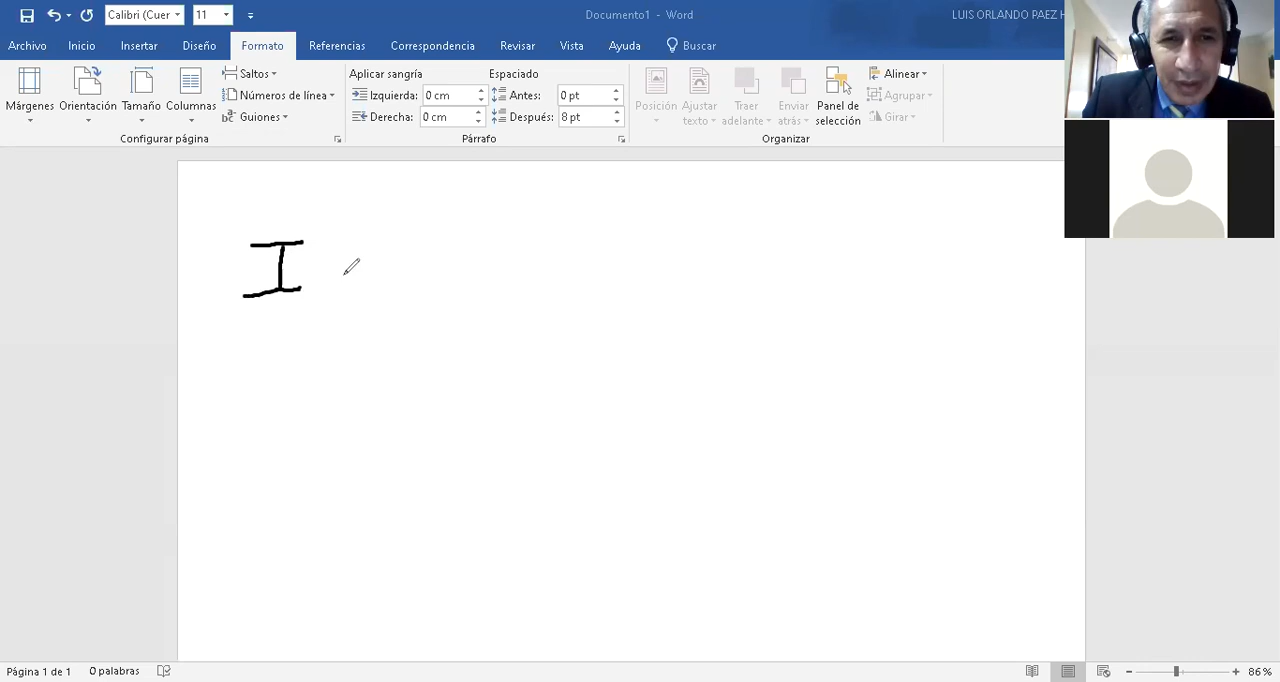 Calibri (Cuer 11 Documento1 - Word LUIS ORLANDO PAEZ H
Archivo Inicio Insertar Diseño Formato Referencias Correspondencia Revisar Vista Ayuda Buscar
Márgenes Orientación Tamaño Columnas
Saltos
Números de línea
Guiones
Configurar página
Aplicar sangría Espaciado
Izquierda: 0 cm Antes: 0 pt
Derecha: 0 cm Después: 8 pt
Párrafo
Posición Ajustar texto Traer adelante Enviar atrás Panel de selección
Alinear
Agrupar
Girar
Organizar
I
Página 1 de 1 0 palabras 86%